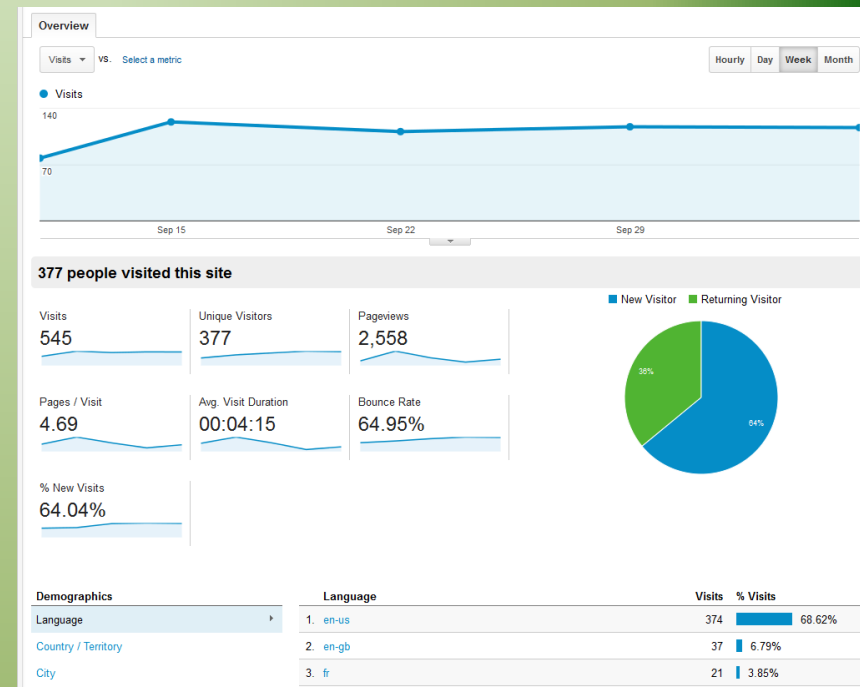 Overview
Visits vs. Select a metric Hourly Day Week Month
Visits
140
70
Sep 15 Sep 22 Sep 29
377 people visited this site
New Visitor Returning Visitor
Visits Unique Visitors Pageviews
545 377 2,558
36%
64%
Pages / Visit Avg. Visit Duration Bounce Rate
4.69 00:04:15 64.95%
% New Visits
64.04%
Demographics Language Visits % Visits
Language 1. en-us 374 68.62%
Country / Territory 2. en-gb 37 6.79%
City 3. fr 21 3.85%